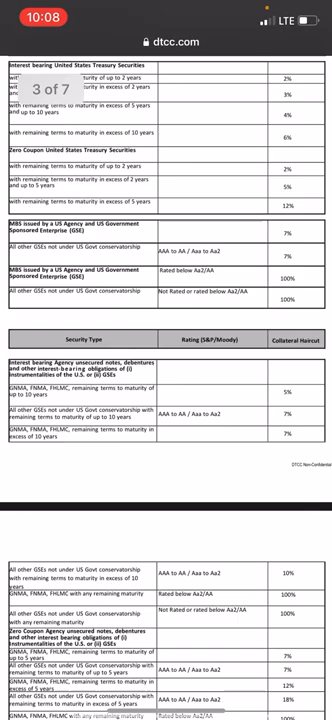 10:08
LTE
dtcc.com
3 of 7
Interest bearing United States Treasury Securities
turity of up to 2 years 2%
urity in excess of 2 years
3%
with remaining terms to maturity in excess of 5 years
and up to 10 years 4%
with remaining terms to maturity in excess of 10 years 6%
Zero Coupon United States Treasury Securities
with remaining terms to maturity of up to 2 years 2%
with remaining terms to maturity in excess of 2 years
and up to 5 years 5%
with remaining terms to maturity in excess of 5 years 12%
MBS issued by a US Agency and US Government
Sponsored Enterprise (GSE) 7%
All other GSEs not under US Govt conservatorship AAA to AA / Aaa to Aa2 7%
MBS issued by a US Agency and US Government
Sponsored Enterprise (GSE) Rated below Aa2/AA 100%
All other GSEs not under US Govt conservatorship Not Rated or rated below Aa2/AA 100%
Security Type Rating (S&P/Moody) Collateral Haircut
Interest bearing Agency unsecured notes, debentures
and other interest-bearing obligations of (i)
Instrumentalities of the U.S. or (ii) GSEs
GNMA, FNMA, FHLMC, remaining terms to maturity of
up to 10 years 5%
All other GSEs not under US Govt conservatorship with
remaining terms to maturity of up to 10 years AAA to AA / Aaa to Aa2 7%
GNMA, FNMA, FHLMC, remaining terms to maturity in
excess of 10 years 7%
DTCC Non-Confidential
All other GSEs not under US Govt conservatorship
with remaining terms to maturity in excess of 10
years AAA to AA / Aaa to Aa2 10%
GNMA, FNMA, FHLMC with any remaining maturity Rated below Aa2/AA 100%
All other GSEs not under US Govt conservatorship
with any remaining maturity Not Rated or rated below Aa2/AA 100%
Zero Coupon Agency unsecured notes, debentures
and other interest bearing obligations of (i)
Instrumentalities of the U.S. or (ii) GSEs
GNMA, FNMA, FHLMC, remaining terms to maturity of
up to 5 years 7%
All other GSEs not under US Govt conservatorship with
remaining terms to maturity of up to 5 years AAA to AA / Aaa to Aa2 7%
GNMA, FNMA, FHLMC, remaining terms to maturity in
excess of 5 years 12%
All other GSEs not under US Govt conservatorship with
remaining terms to maturity in excess of 5 years AAA to AA / Aaa to Aa2 18%
GNMA, FNMA, FHLMC with any remaining maturity Rated below Aa2/AA 100%